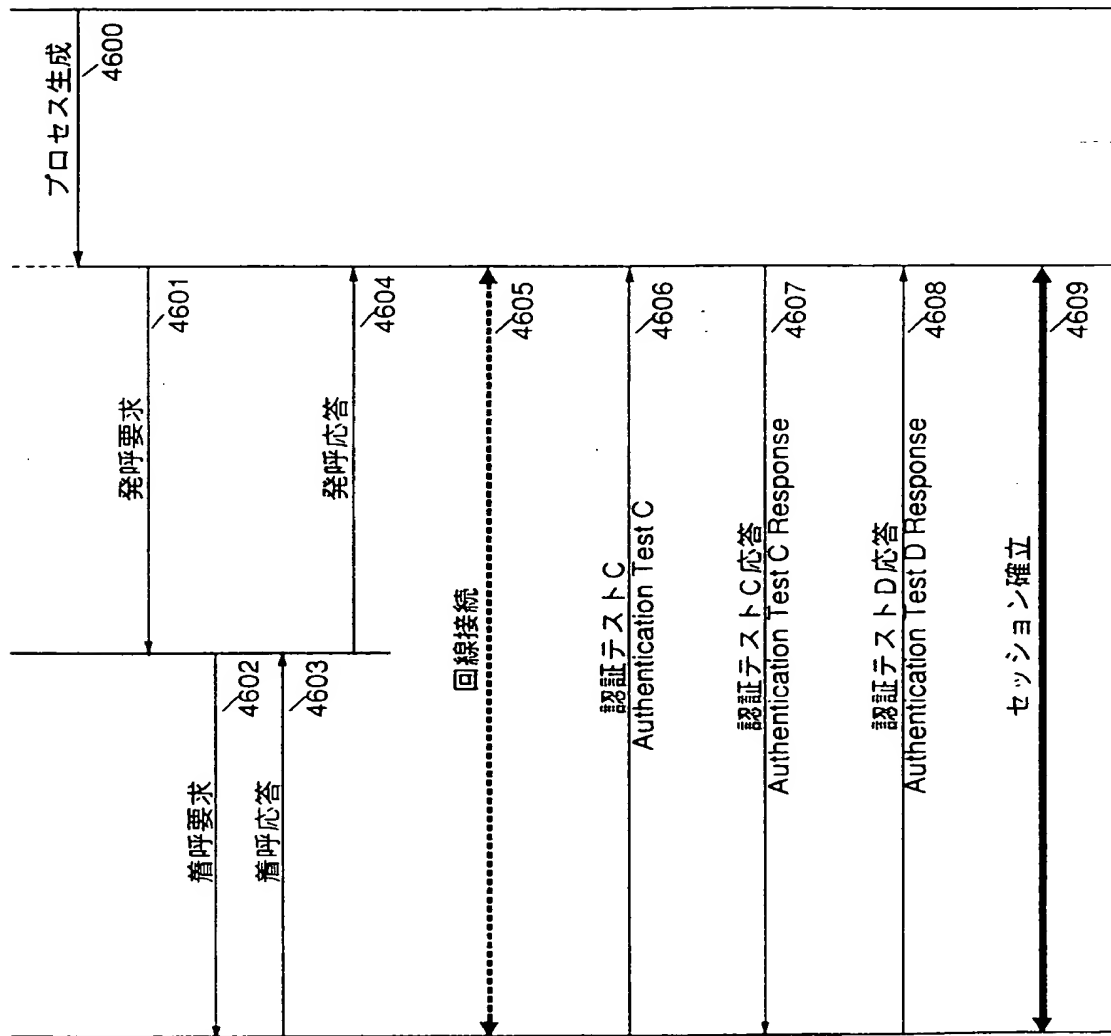 プロセス生成
4600
発呼要求
4601
着呼要求
4602
着呼応答
4603
発呼応答
4604
回線接続
4605
認証テストC
Authentication Test C
4606
認証テストC応答
Authentication Test C Response
4607
認証テストD応答
Authentication Test D Response
4608
セッション確立
4609